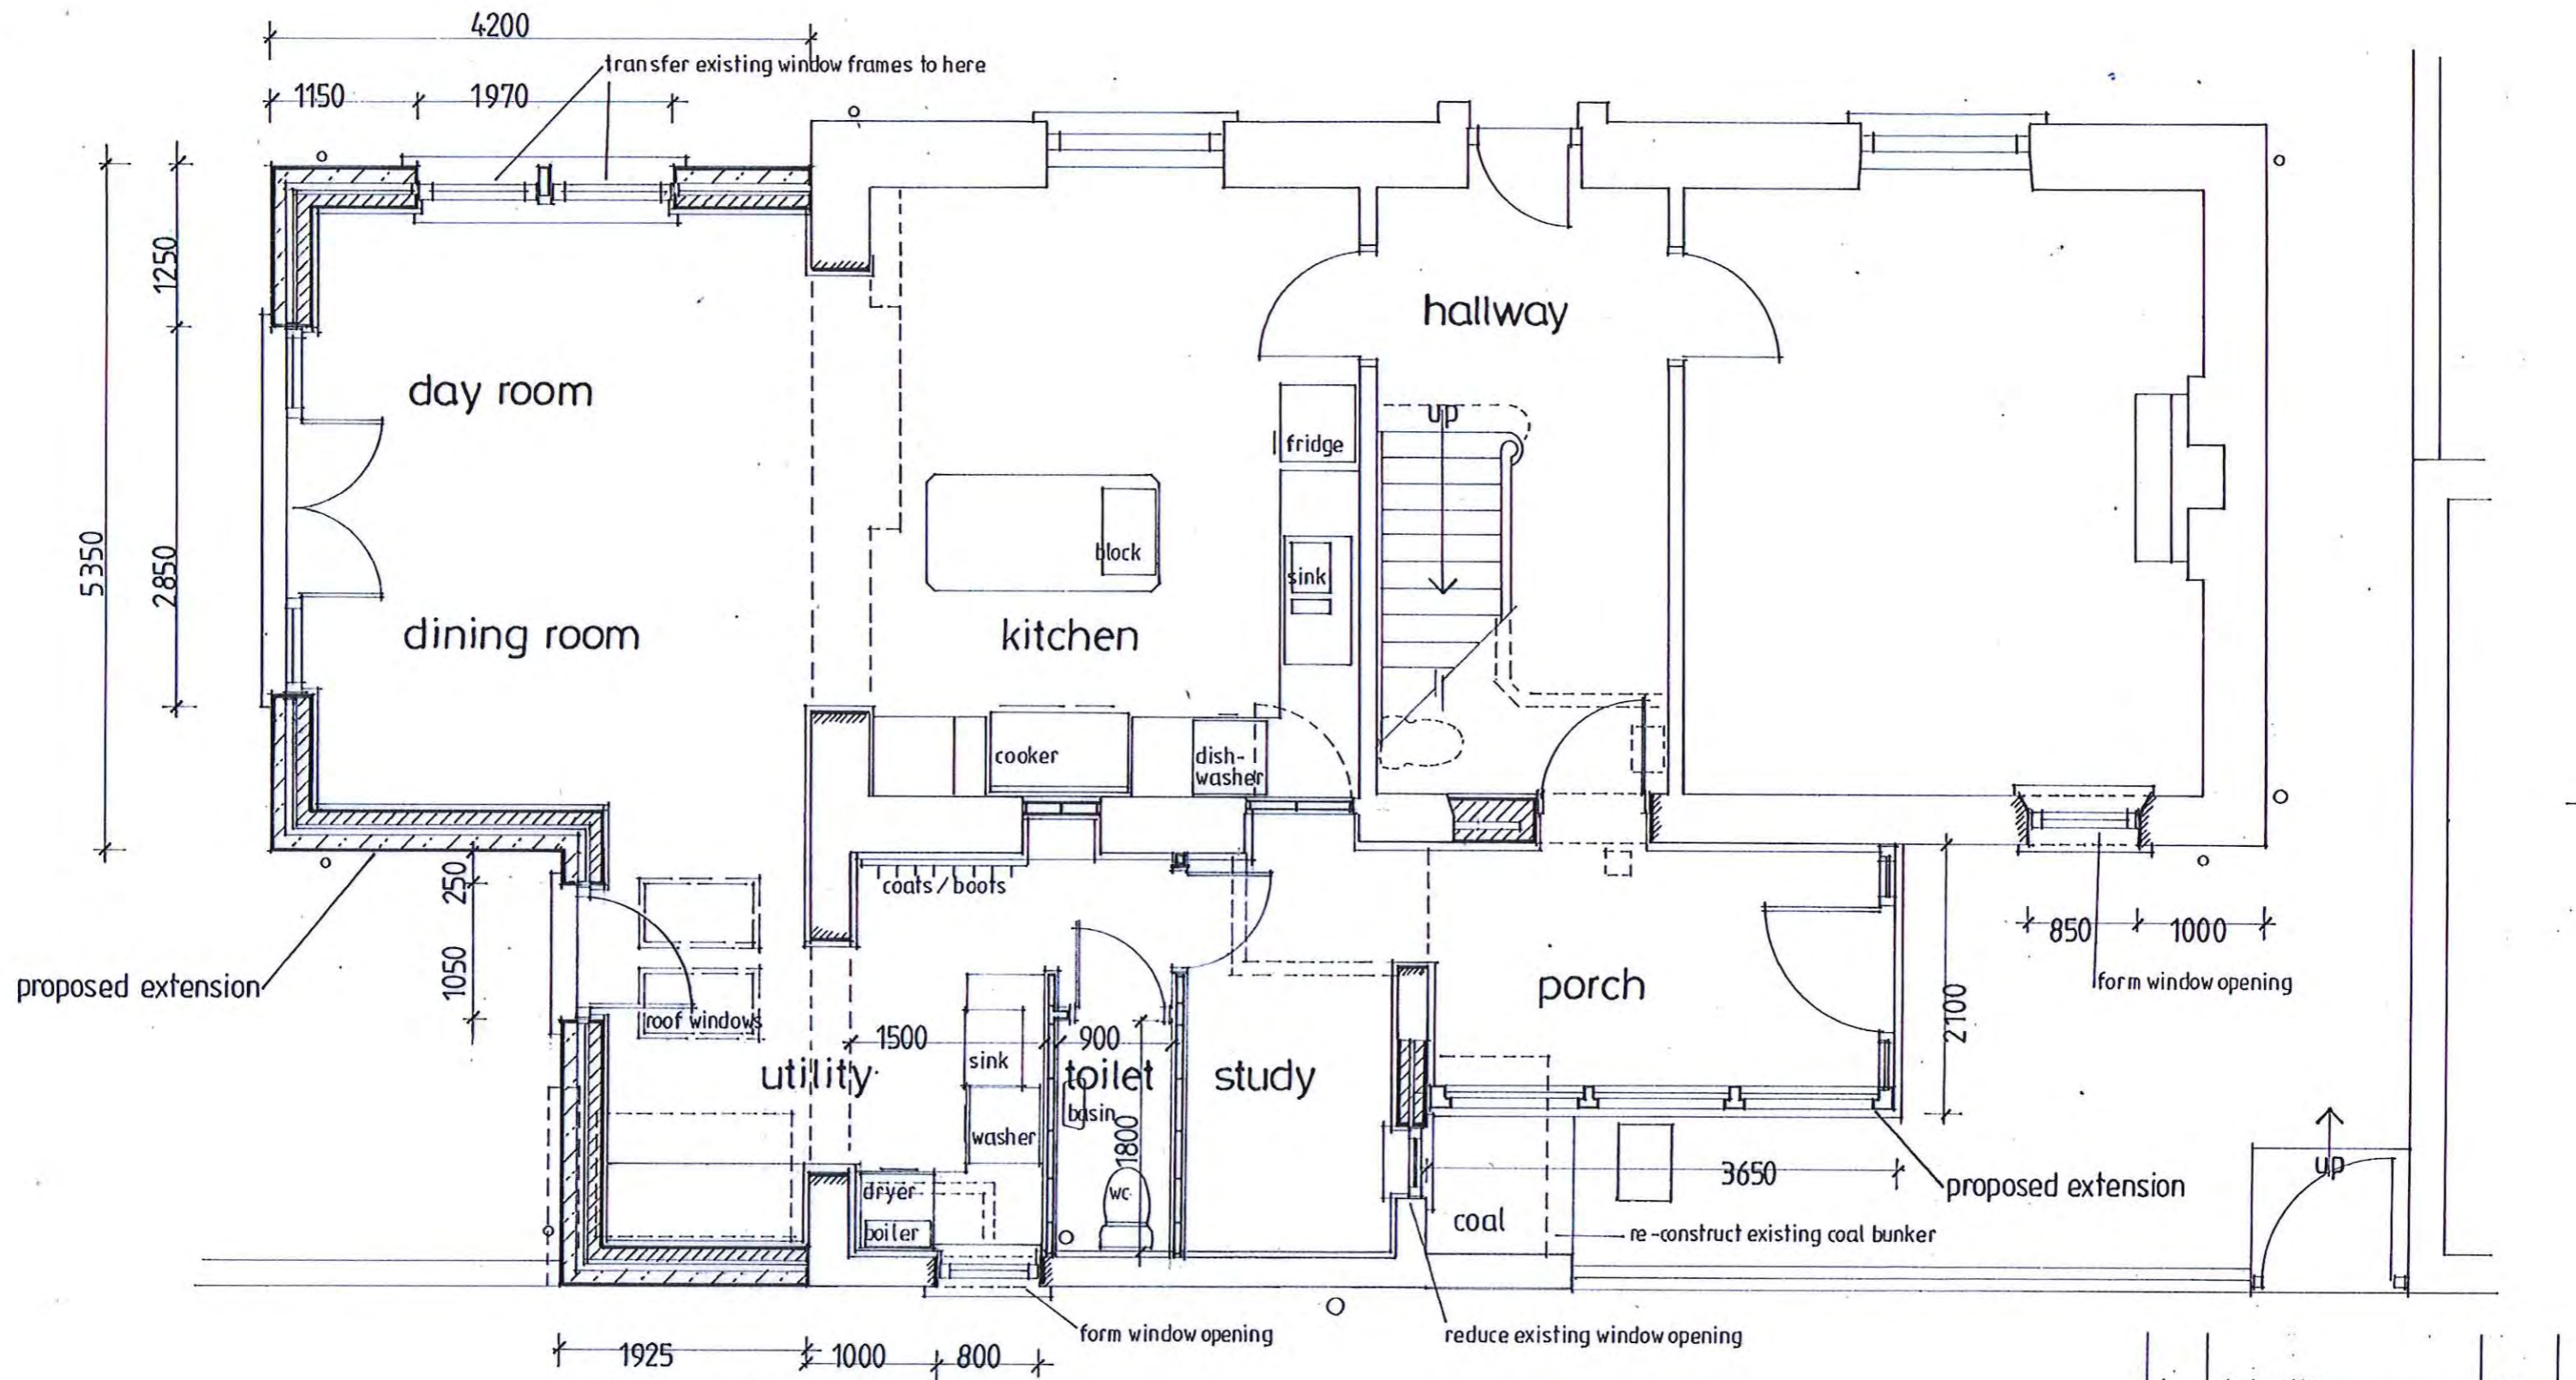 4200
transfer existing window frames to here
1150
1970
hallway
1250
day room
up
fridge
5350
2850
block
sink
dining room
kitchen
cooker
dish-
washer
coats/boots
250
850
1000
proposed extension
1050
porch
form window opening
roof windows
1500
900
2100
sink
utility
toilet
study
basin
washer
1800
3650
up
proposed extension
dryer
wc
coal
boiler
re-construct existing coal bunker
form window opening
reduce existing window opening
1925
1000
800